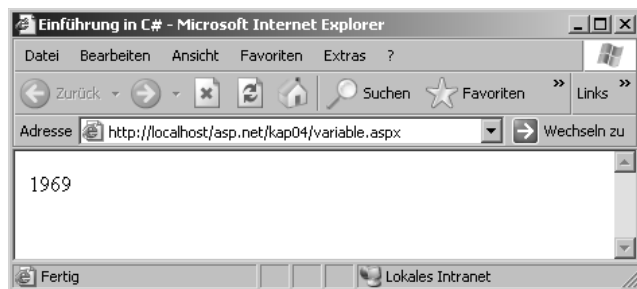 Einführung in C# - Microsoft Internet Explorer
Datei Bearbeiten Ansicht Favoriten Extras ?
Zurück Suchen Favoriten » Links »
Adresse http://localhost/asp.net/kap04/variable.aspx Wechseln zu
1969
Fertig Lokales Intranet